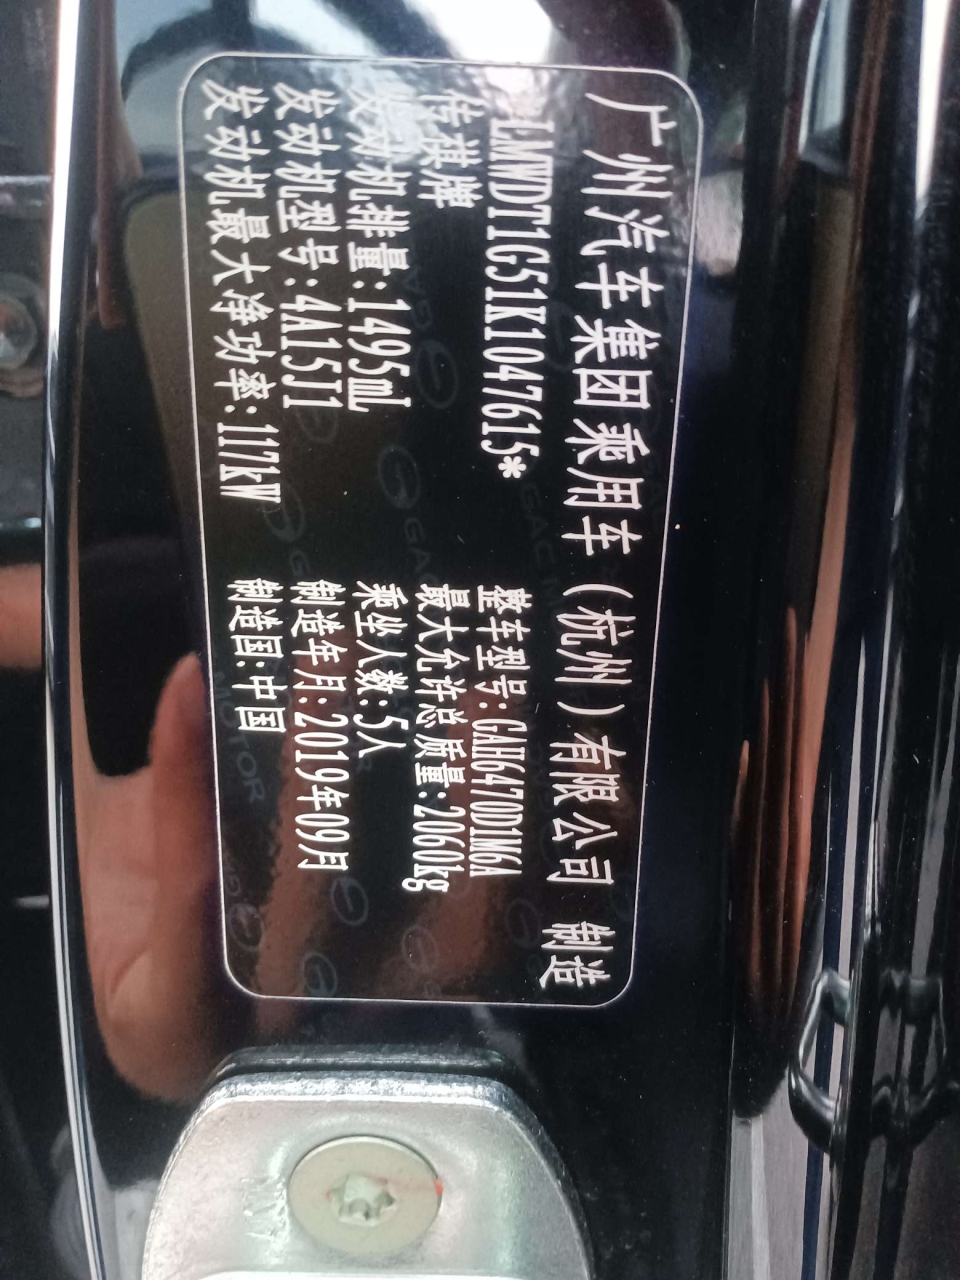 广州汽车集团乘用车（杭州）有限公司 制造
*LMWDT1G51K1047615*
传祺牌
整车型号:GAH6470D1M6A
发动机排量:1495mL
最大允许总质量:2060kg
发动机型号:4A15J1
乘坐人数:5人
发动机最大净功率:117kW
制造年月:2019年09月
制造国:中国